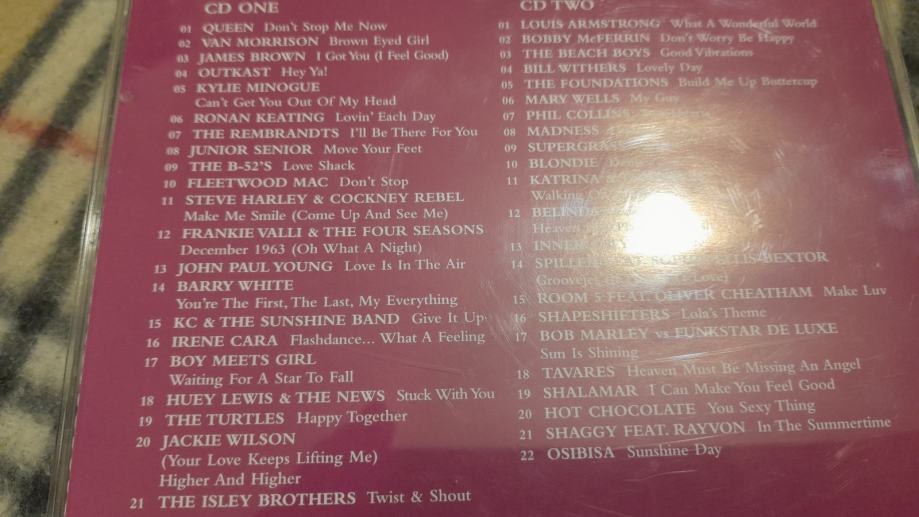 CD ONE
01 QUEEN Don't Stop Me Now
02 VAN MORRISON Brown Eyed Girl
03 JAMES BROWN I Got You (I Feel Good)
04 OUTKAST Hey Ya!
05 KYLIE MINOGUE
Can't Get You Out Of My Head
06 RONAN KEATING Lovin' Each Day
07 THE REMBRANDTS I'll Be There For You
08 JUNIOR SENIOR Move Your Feet
09 THE B-52'S Love Shack
10 FLEETWOOD MAC Don't Stop
11 STEVE HARLEY & COCKNEY REBEL
Make Me Smile (Come Up And See Me)
12 FRANKIE VALLI & THE FOUR SEASONS
December 1963 (Oh What A Night)
13 JOHN PAUL YOUNG Love Is In The Air
14 BARRY WHITE
You're The First, The Last, My Everything
15 KC & THE SUNSHINE BAND Give It Up
16 IRENE CARA Flashdance... What A Feeling
17 BOY MEETS GIRL
Waiting For A Star To Fall
18 HUEY LEWIS & THE NEWS Stuck With You
19 THE TURTLES Happy Together
20 JACKIE WILSON
(Your Love Keeps Lifting Me)
Higher And Higher
21 THE ISLEY BROTHERS Twist & Shout
CD TWO
01 LOUIS ARMSTRONG What A Wonderful World
02 BOBBY McFERRIN Don't Worry Be Happy
03 THE BEACH BOYS Good Vibrations
04 BILL WITHERS Lovely Day
05 THE FOUNDATIONS Build Me Up Buttercup
06 MARY WELLS My Guy
07 PHIL COLLINS
08 MADNESS
09 SUPERGRASS
10 BLONDIE
11 KATRINA &
Walking
12 BELINDA
Heaven
13 INNER
14 SPILLER ELLIS-BEXTOR
Love)
15 ROOM 5 FEAT. OLIVER CHEATHAM Make Luv
16 SHAPESHIFTERS Lola's Theme
17 BOB MARLEY vs FUNKSTAR DE LUXE
Sun Is Shining
18 TAVARES Heaven Must Be Missing An Angel
19 SHALAMAR I Can Make You Feel Good
20 HOT CHOCOLATE You Sexy Thing
21 SHAGGY FEAT. RAYVON In The Summertime
22 OSIBISA Sunshine Day